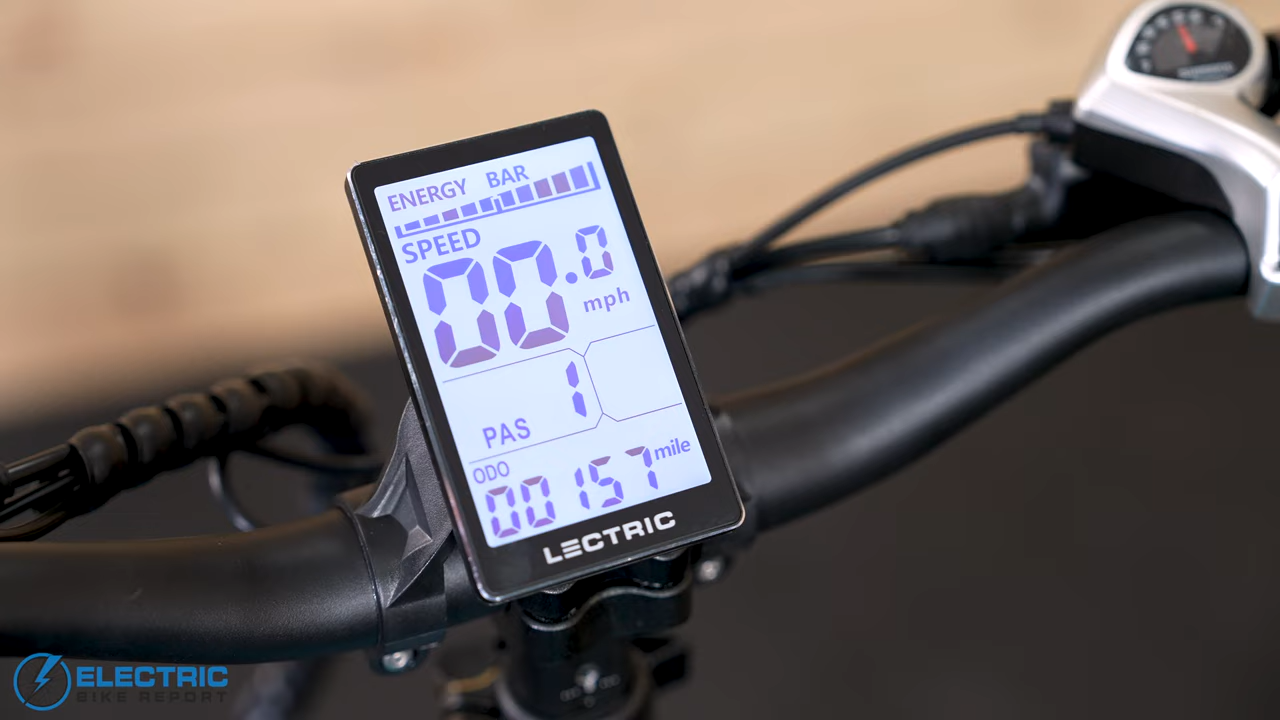 ENERGY BAR
SPEED
00.0
mph
1
PAS
ODO
00157 mile
LECTRIC
ELECTRIC
BIKE REPORT